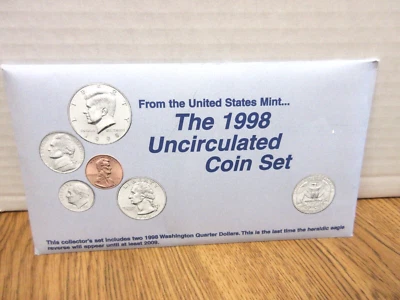 From the United States Mint...
The 1998
Uncirculated
Coin Set
This collector's set includes two 1998 Washington Quarter Dollars. This is the last time the heraldic eagle
reverse will appear until at least 2009.